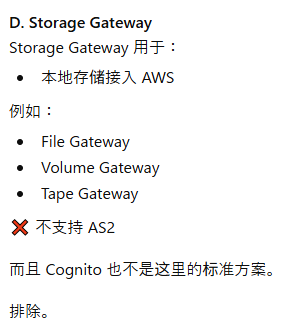 D. Storage Gateway
Storage Gateway 用于：
• 本地存储接入 AWS
例如：
• File Gateway
• Volume Gateway
• Tape Gateway
❌ 不支持 AS2
而且 Cognito 也不是这里的标准方案。
排除。